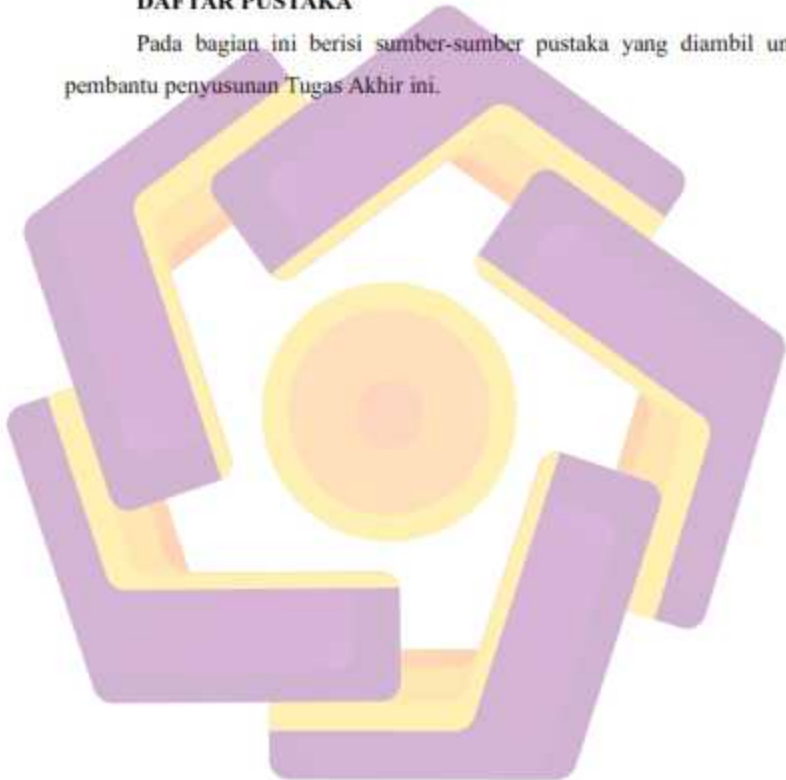 DAFTAR PUSTAKA
Pada bagian ini berisi sumber-sumber pustaka yang diambil
pembantu penyusunan Tugas Akhir ini.